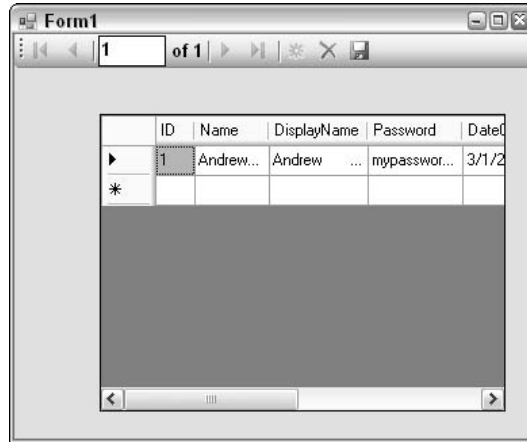 Form1
1 of 1
ID Name DisplayName Password
1 Andrew... Andrew ... mypasswor... 3/1/2